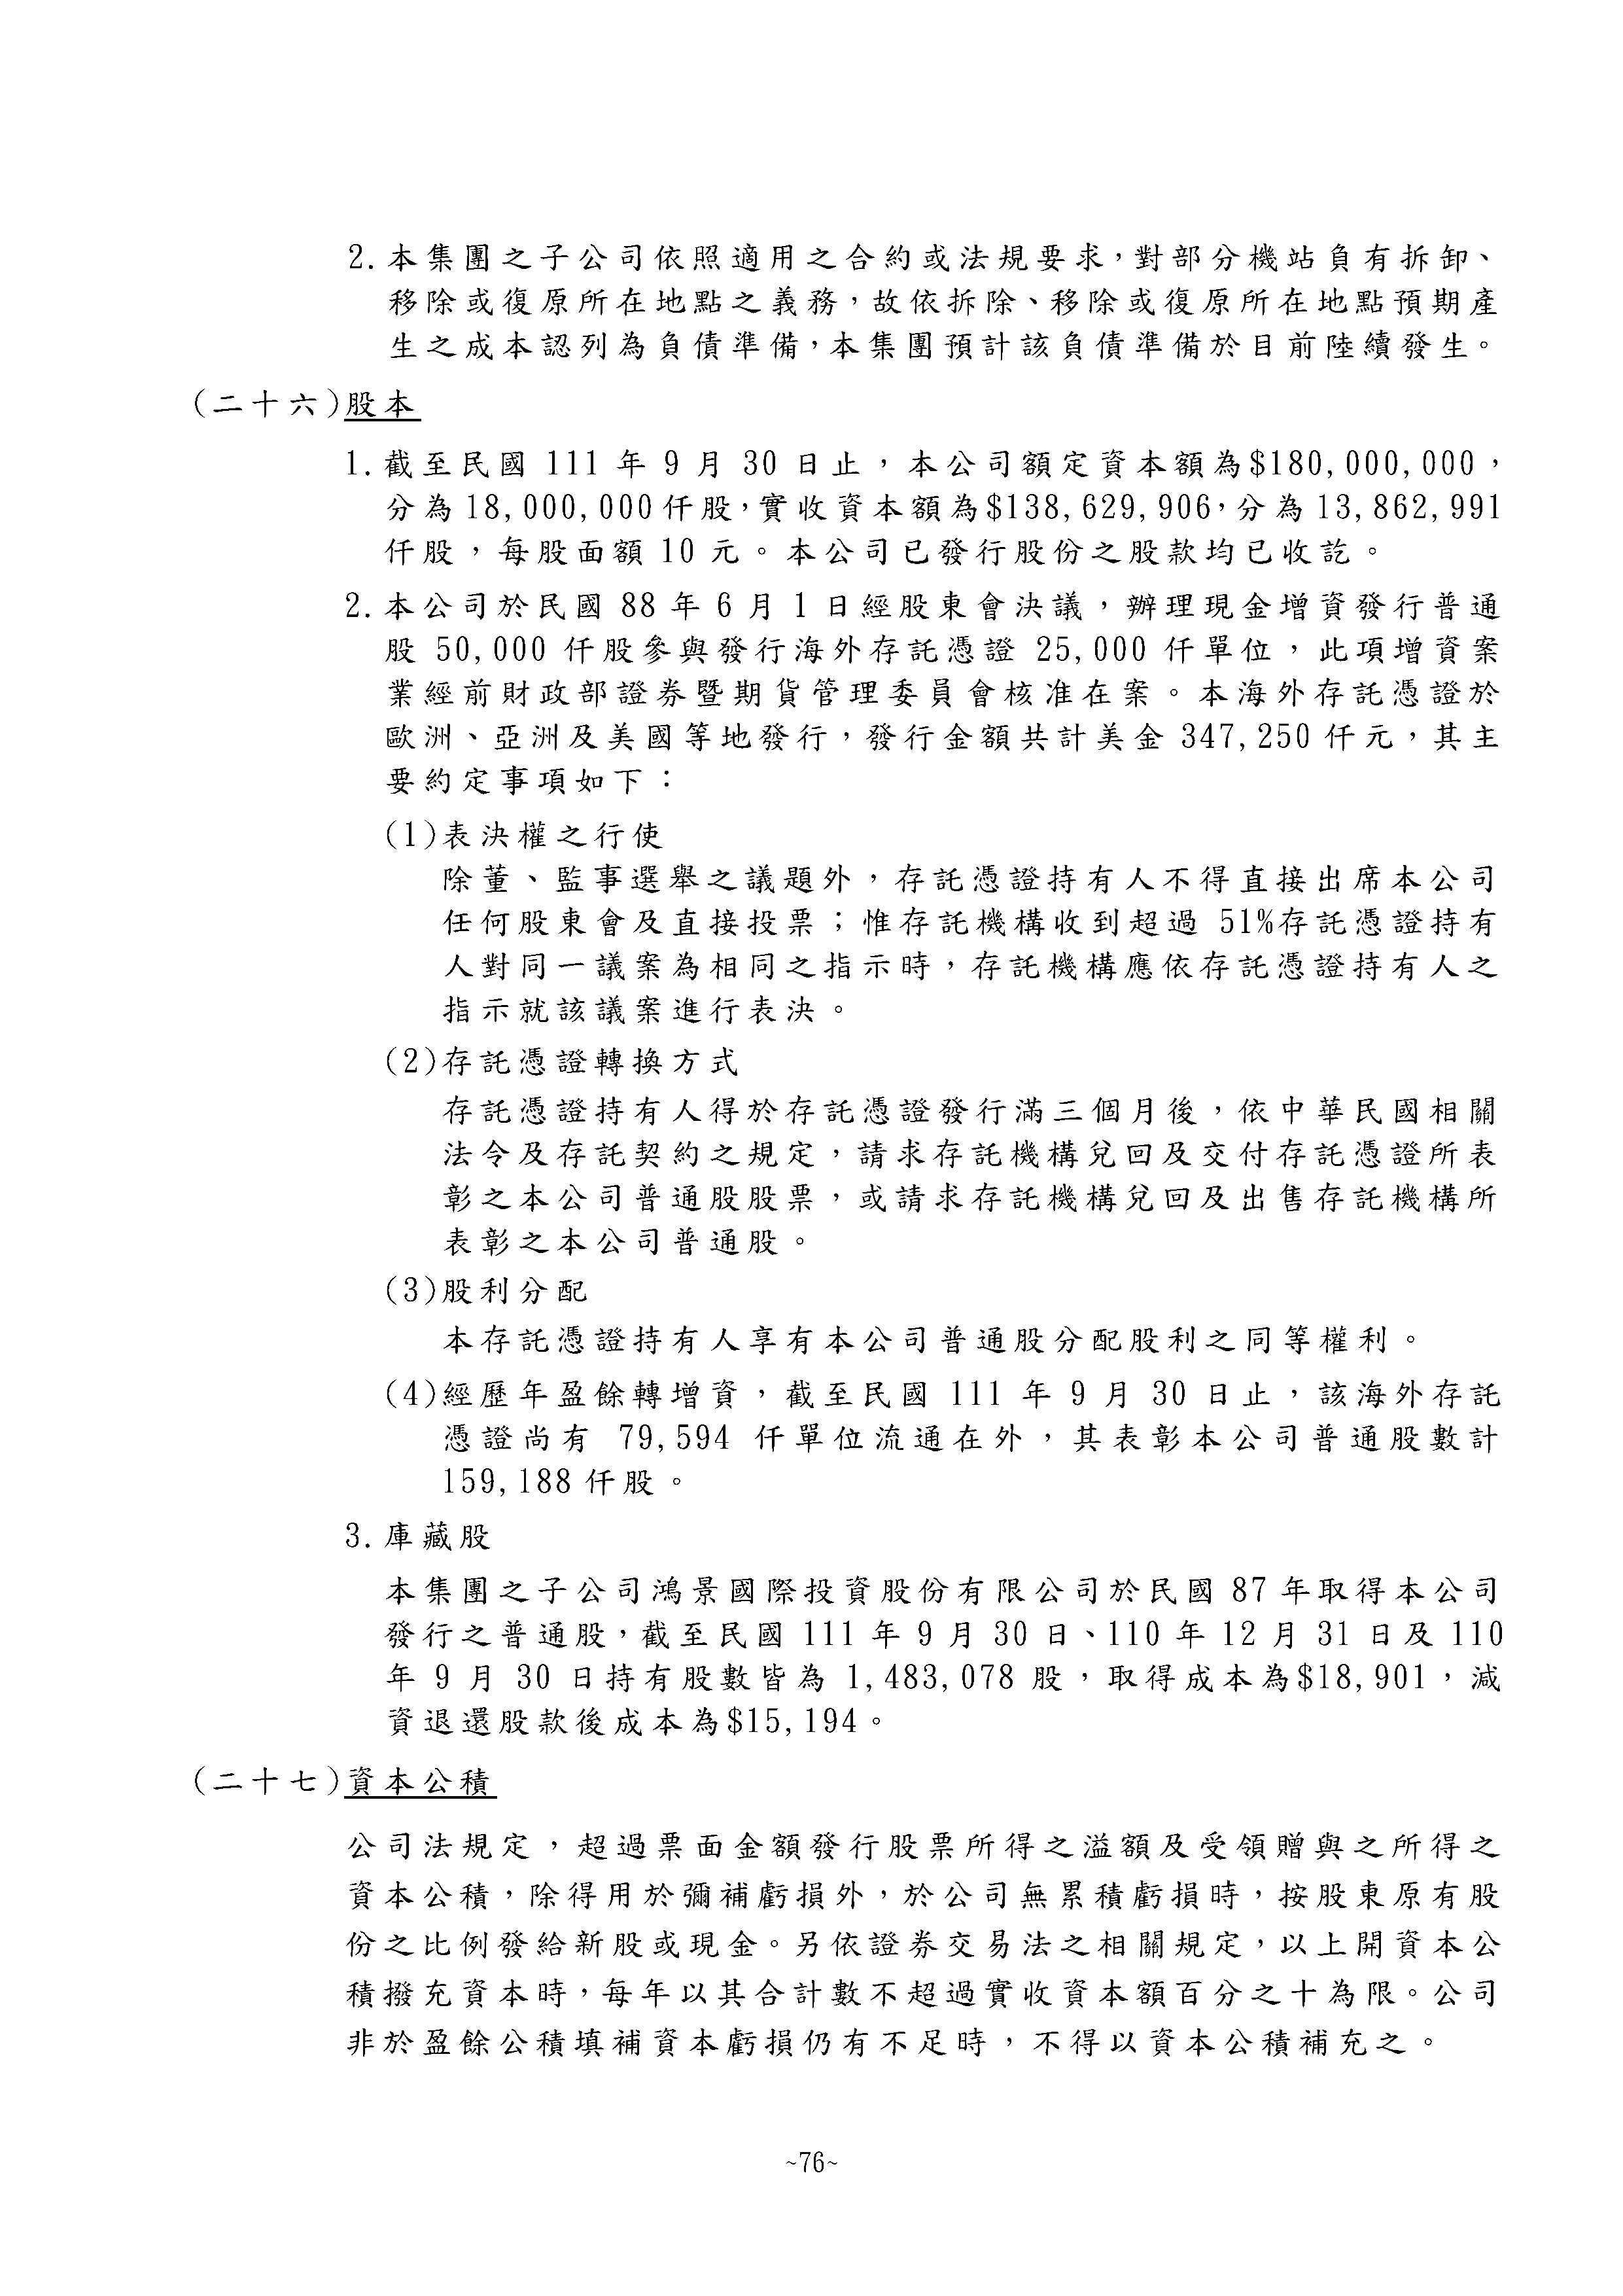 2. 本集團之子公司依照適用之合約或法規要求，對部分機站負有拆卸、
移除或復原所在地點之義務，故依拆除、移除或復原所在地點預期產
生之成本認列為負債準備，本集團預計該負債準備於目前陸續發生。
(二十六)股本
1. 截至民國 111 年 9 月 30 日止，本公司額定資本額為$180,000,000，
分為 18,000,000 仟股，實收資本額為$138,629,906，分為 13,862,991
仟股，每股面額 10 元。本公司已發行股份之股款均已收訖。
2. 本公司於民國 88 年 6 月 1 日經股東會決議，辦理現金增資發行普通
股 50,000 仟股參與發行海外存託憑證 25,000 仟單位，此項增資案
業經前財政部證券暨期貨管理委員會核准在案。本海外存託憑證於
歐洲、亞洲及美國等地發行，發行金額共計美金 347,250 仟元，其主
要約定事項如下：
(1)表決權之行使
除董、監事選舉之議題外，存託憑證持有人不得直接出席本公司
任何股東會及直接投票；惟存託機構收到超過 51%存託憑證持有
人對同一議案為相同之指示時，存託機構應依存託憑證持有人之
指示就該議案進行表決。
(2)存託憑證轉換方式
存託憑證持有人得於存託憑證發行滿三個月後，依中華民國相關
法令及存託契約之規定，請求存託機構兌回及交付存託憑證所表
彰之本公司普通股股票，或請求存託機構兌回及出售存託機構所
表彰之本公司普通股。
(3)股利分配
本存託憑證持有人享有本公司普通股分配股利之同等權利。
(4)經歷年盈餘轉增資，截至民國 111 年 9 月 30 日止，該海外存託
憑證尚有 79,594 仟單位流通在外，其表彰本公司普通股數計
159,188 仟股。
3. 庫藏股
本集團之子公司鴻景國際投資股份有限公司於民國 87 年取得本公司
發行之普通股，截至民國 111 年 9 月 30 日、110 年 12 月 31 日及 110
年 9 月 30 日持有股數皆為 1,483,078 股，取得成本為$18,901，減
資退還股款後成本為$15,194。
(二十七)資本公積
公司法規定，超過票面金額發行股票所得之溢額及受領贈與之所得之
資本公積，除得用於彌補虧損外，於公司無累積虧損時，按股東原有股
份之比例發給新股或現金。另依證券交易法之相關規定，以上開資本公
積撥充資本時，每年以其合計數不超過實收資本額百分之十為限。公司
非於盈餘公積填補資本虧損仍有不足時，不得以資本公積補充之。
~76~